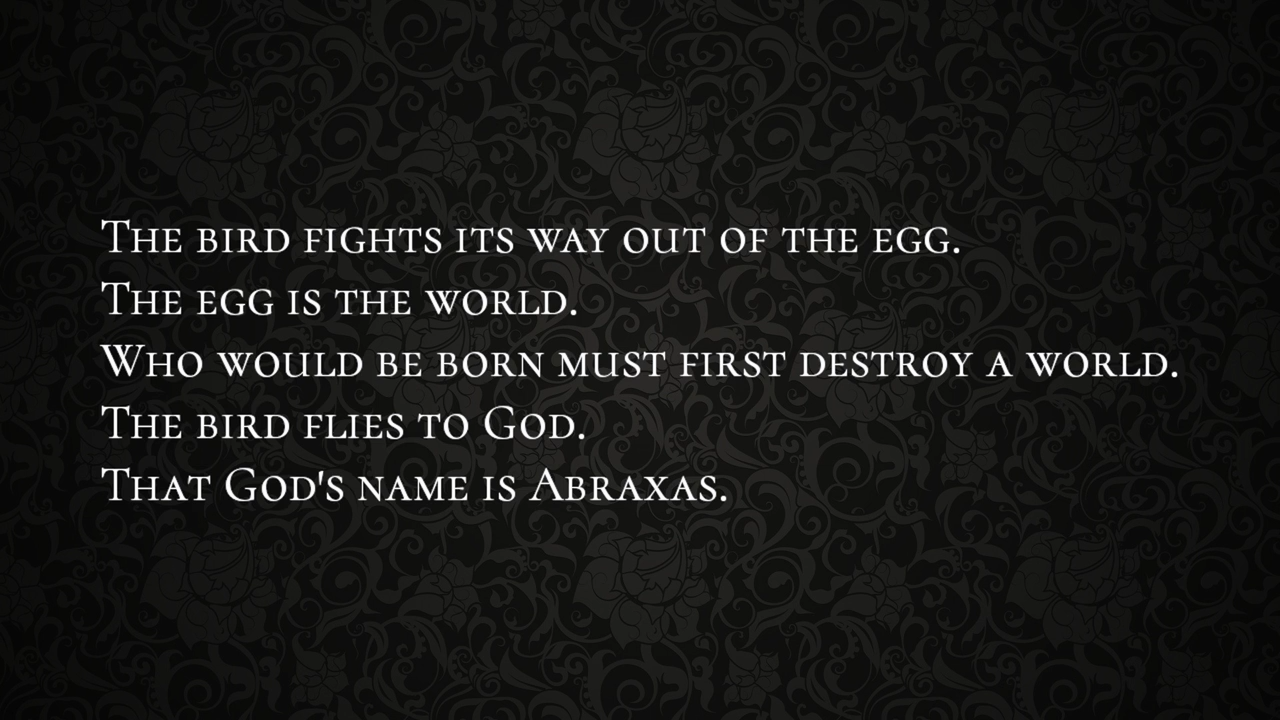 The bird fights its way out of the egg.
The egg is the world.
Who would be born must first destroy a world.
The bird flies to God.
That God's name is Abraxas.